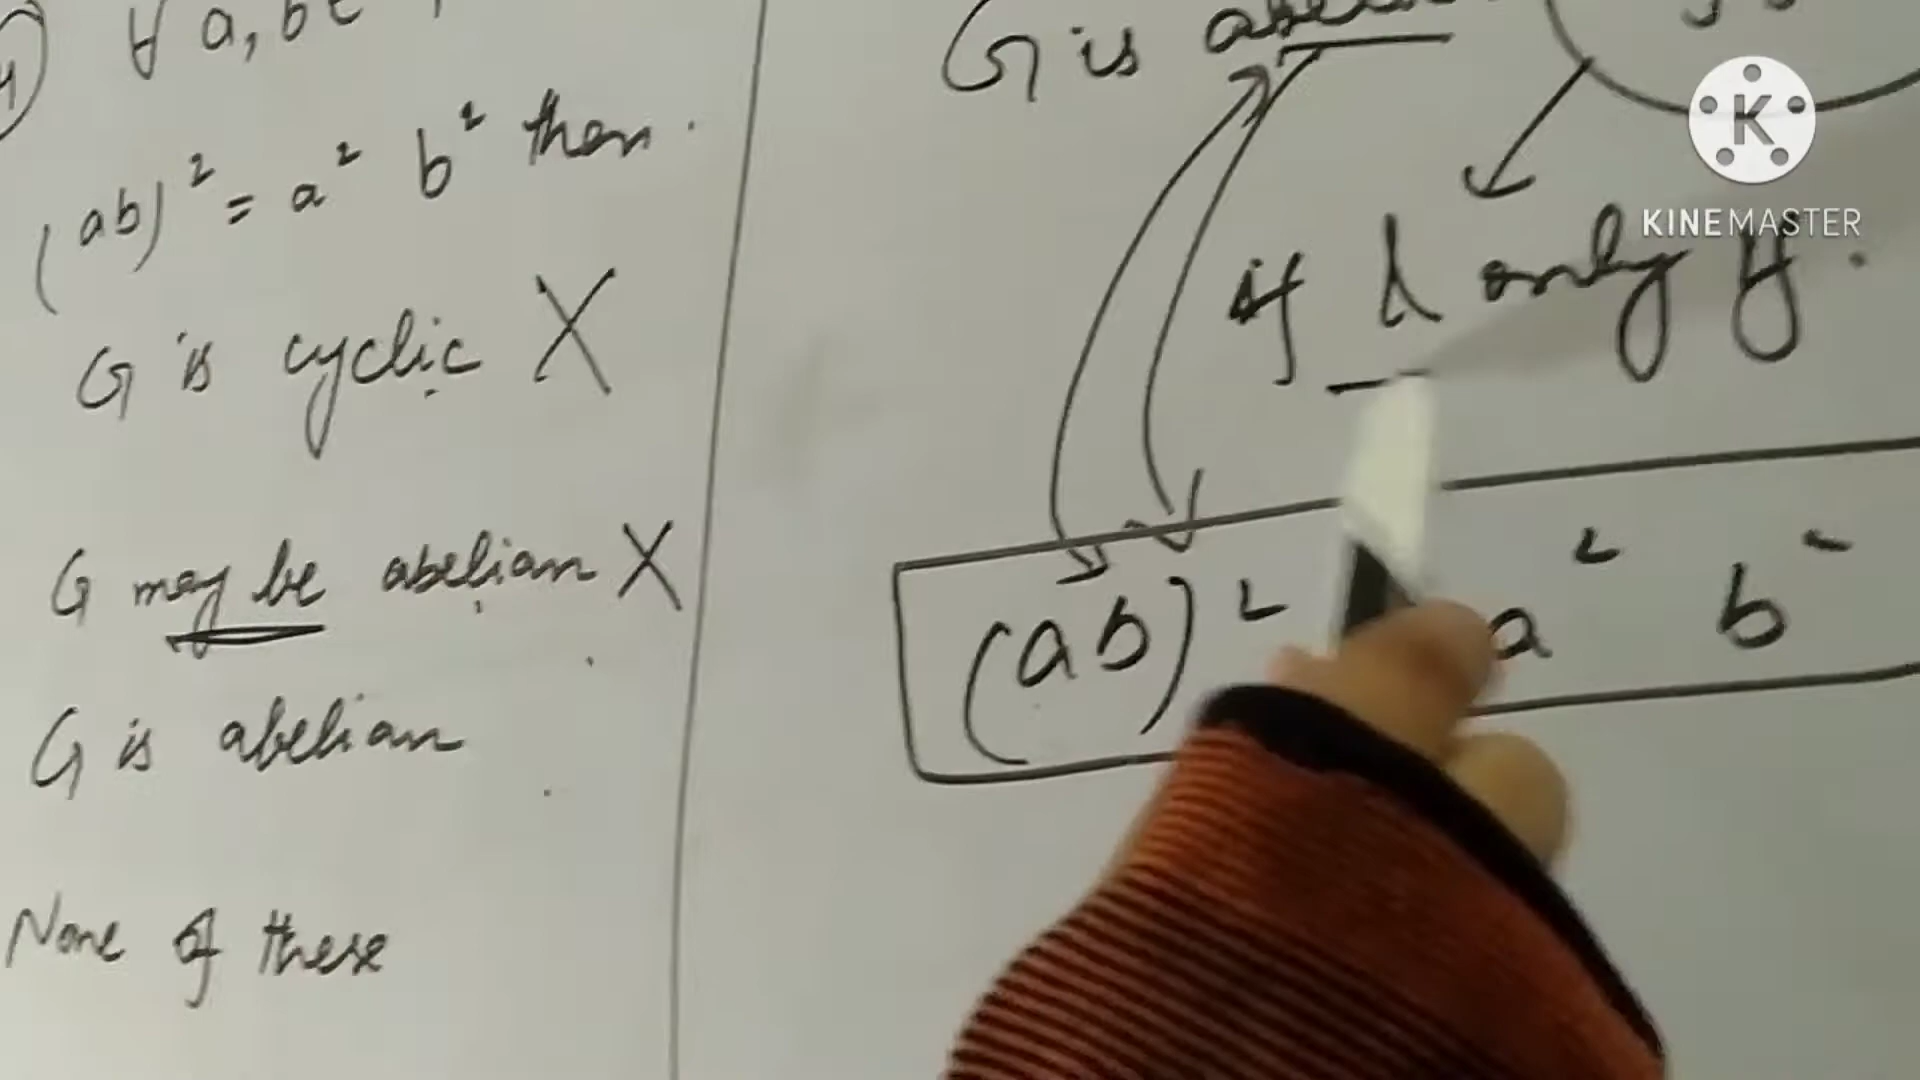 ∀ a, b ∈
(ab)² = a² b² then.
G is cyclic X
G may be abelian X
G is abelian
None of these
G is
if & only if.
(ab)² a² b²
KINEMASTER